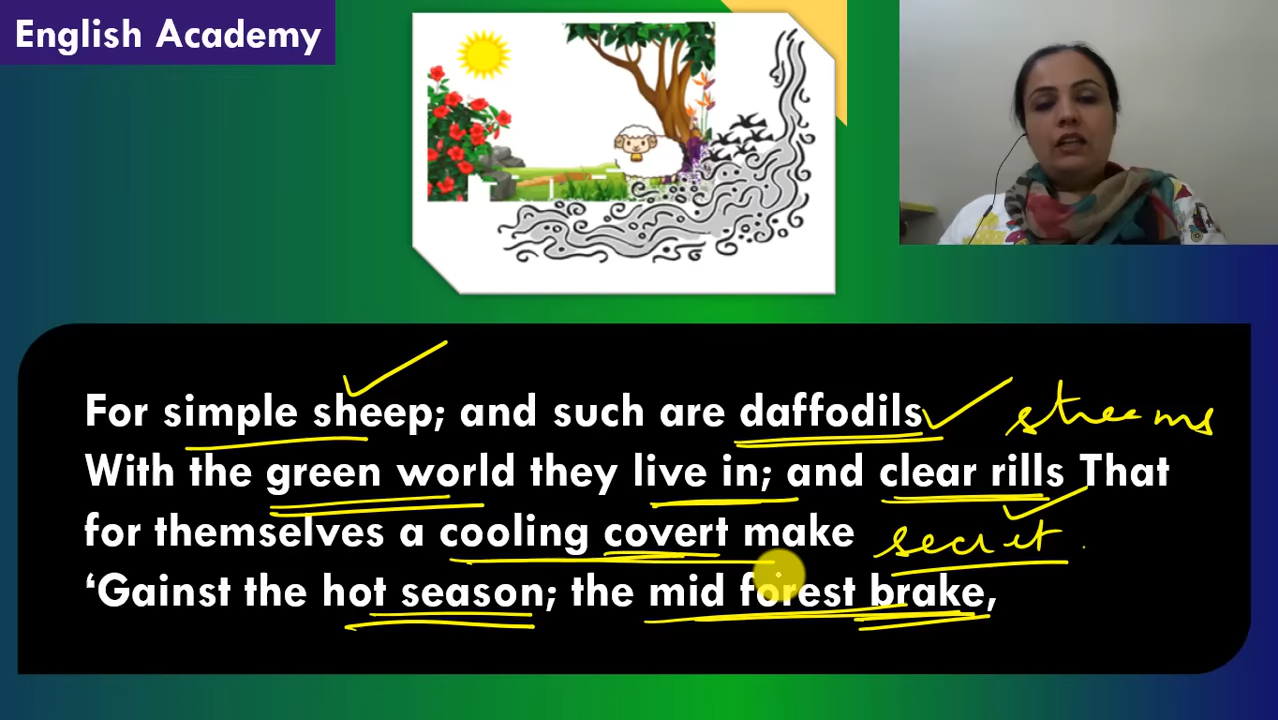 English Academy
For simple sheep; and such are daffodils streams
With the green world they live in; and clear rills That
for themselves a cooling covert make secret
‘Gainst the hot season; the mid forest brake,